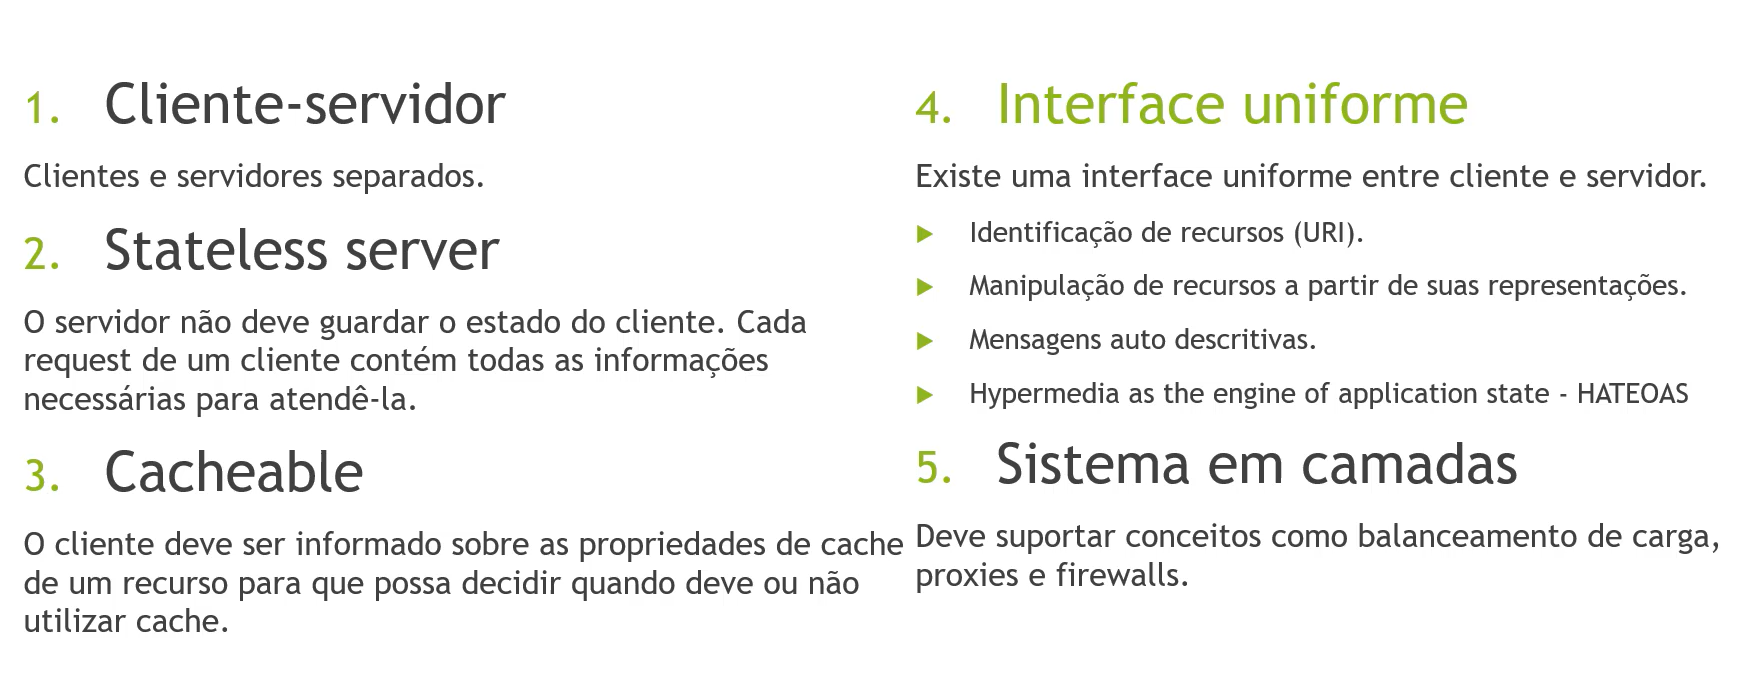 1. Cliente-servidor
Clientes e servidores separados.
2. Stateless server
O servidor não deve guardar o estado do cliente. Cada
request de um cliente contém todas as informações
necessárias para atendê-la.
3. Cacheable
O cliente deve ser informado sobre as propriedades de cache
de um recurso para que possa decidir quando deve ou não
utilizar cache.
4. Interface uniforme
Existe uma interface uniforme entre cliente e servidor.
Identificação de recursos (URI).
Manipulação de recursos a partir de suas representações.
Mensagens auto descritivas.
Hypermedia as the engine of application state - HATEOAS
5. Sistema em camadas
Deve suportar conceitos como balanceamento de carga,
proxies e firewalls.